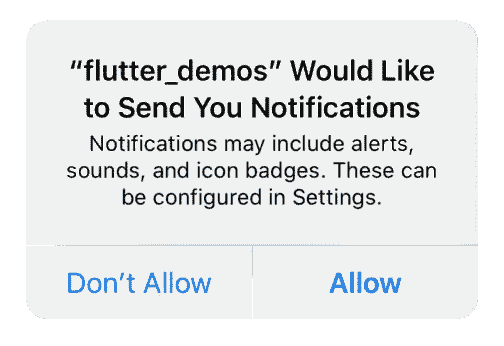 “flutter_demos” Would Like
to Send You Notifications
Notifications may include alerts,
sounds, and icon badges. These can
be configured in Settings.
Don’t Allow
Allow